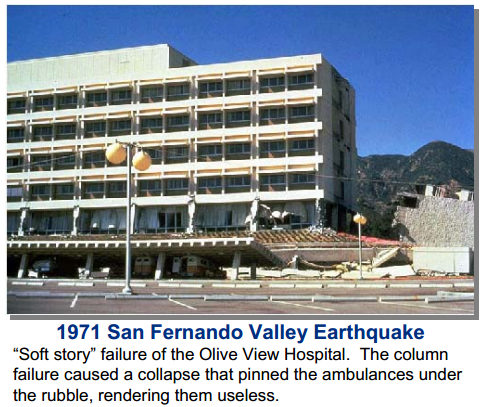 1971 San Fernando Valley Earthquake
“Soft story” failure of the Olive View Hospital.  The column
failure caused a collapse that pinned the ambulances under
the rubble, rendering them useless.